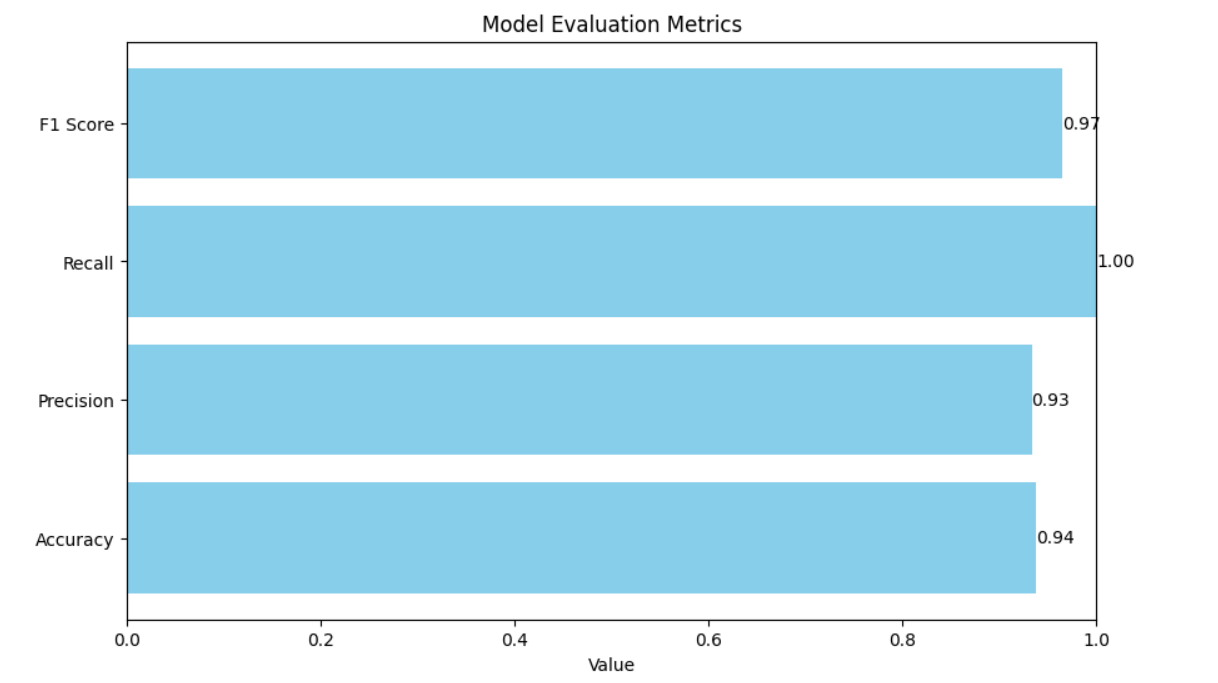 Model Evaluation Metrics
F1 Score 0.97
Recall 1.00
Precision 0.93
Accuracy 0.94
0.0 0.2 0.4 0.6 0.8 1.0
Value